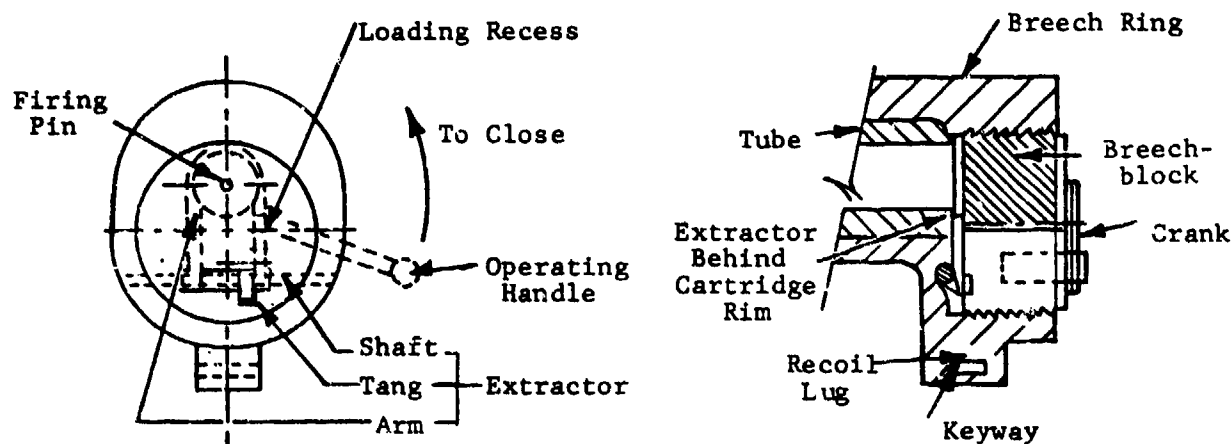 Loading Recess
Firing
Pin
To Close
Operating
Handle
Shaft
Tang
Extractor
Arm
Breech Ring
Tube
Breech-
block
Extractor
Behind
Cartridge
Rim
Crank
Recoil
Lug
Keyway